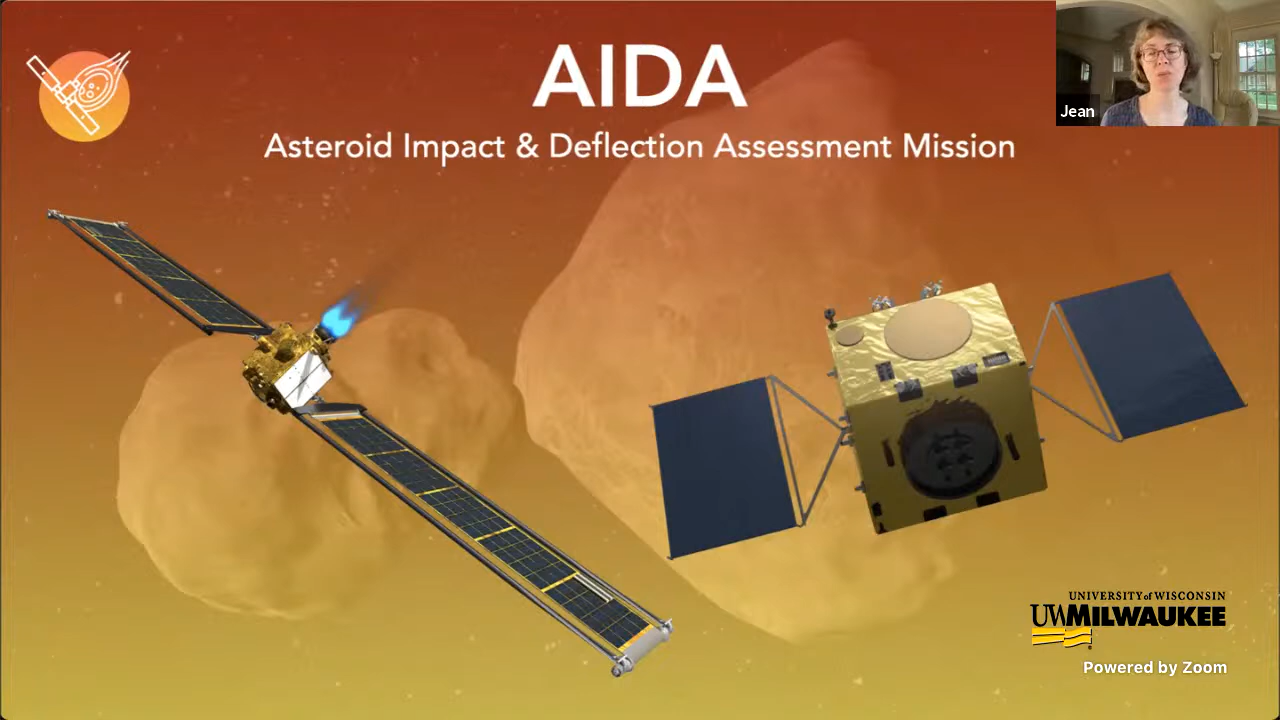 AIDA
Asteroid Impact & Deflection Assessment Mission
Jean
UNIVERSITY of WISCONSIN
UWMILWAUKEE
Powered by Zoom